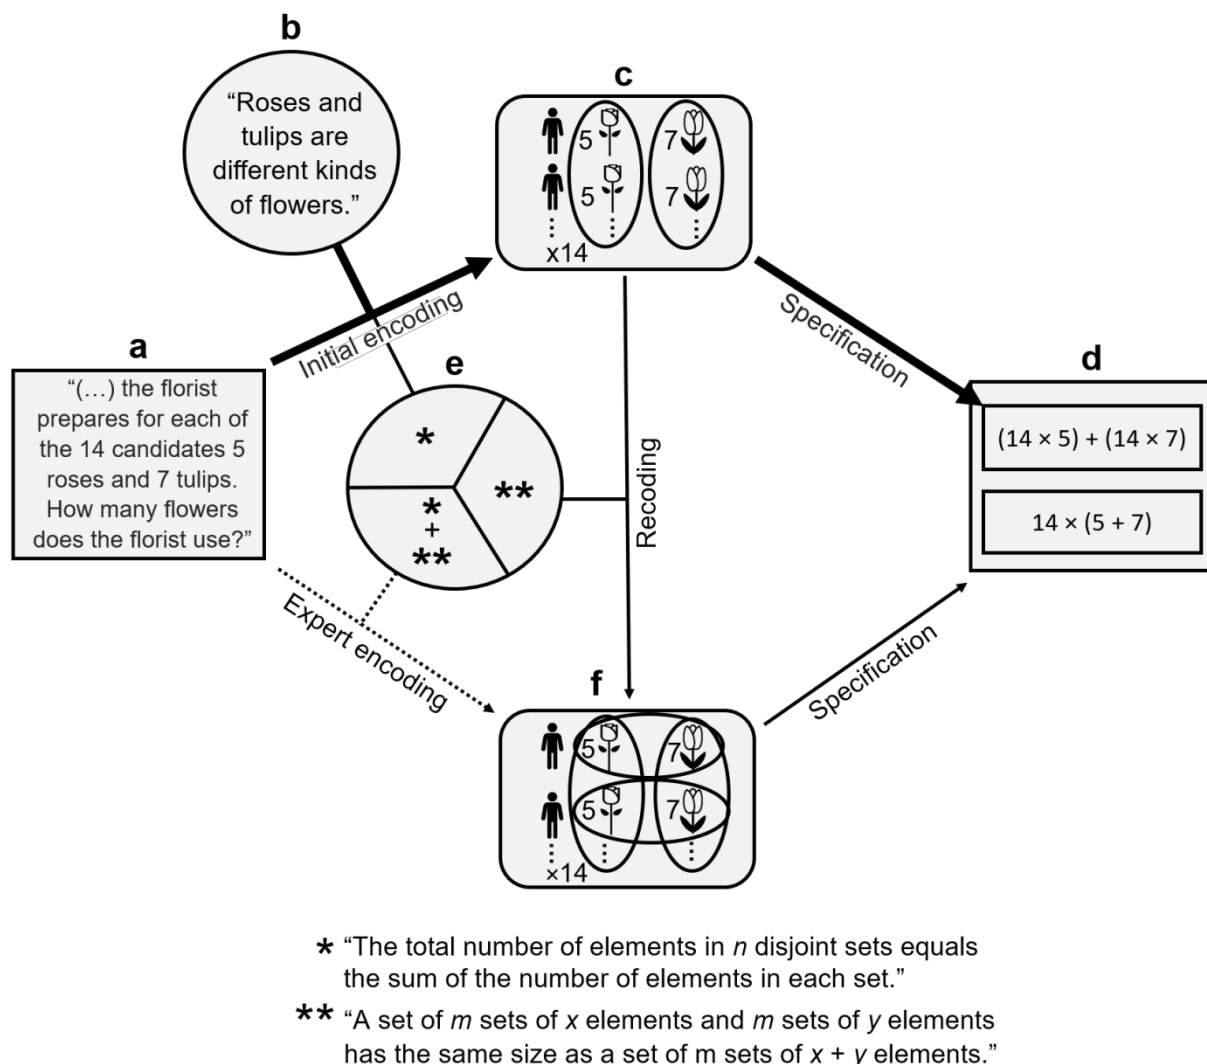 b
“Roses and
tulips are
different kinds
of flowers.”
c
5 7
5 7
x14
Initial encoding
Specification
a
“(…) the florist
prepares for each of
the 14 candidates 5
roses and 7 tulips.
How many flowers
does the florist use?”
e
*
**
*
+
**
Recoding
d
(14 × 5) + (14 × 7)
14 × (5 + 7)
Expert encoding
Specification
f
5 7
5 7
×14
* “The total number of elements in n disjoint sets equals
the sum of the number of elements in each set.”
** “A set of m sets of x elements and m sets of y elements
has the same size as a set of m sets of x + y elements.”